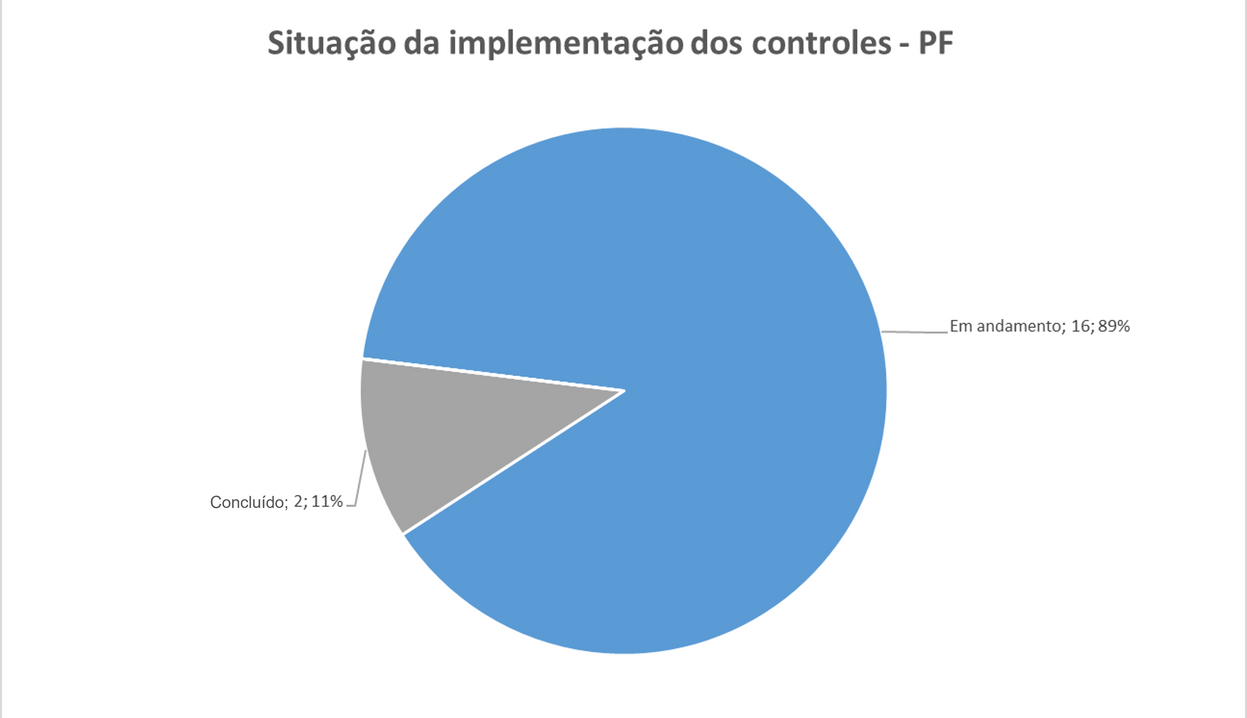 Situação da implementação dos controles - PF
Em andamento; 16; 89%
Concluído; 2; 11%